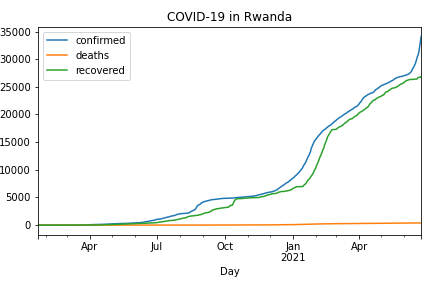 COVID-19 in Rwanda
35000
30000
25000
20000
15000
10000
5000
0
confirmed
deaths
recovered
Apr
Jul
Oct
Jan
2021
Apr
Day